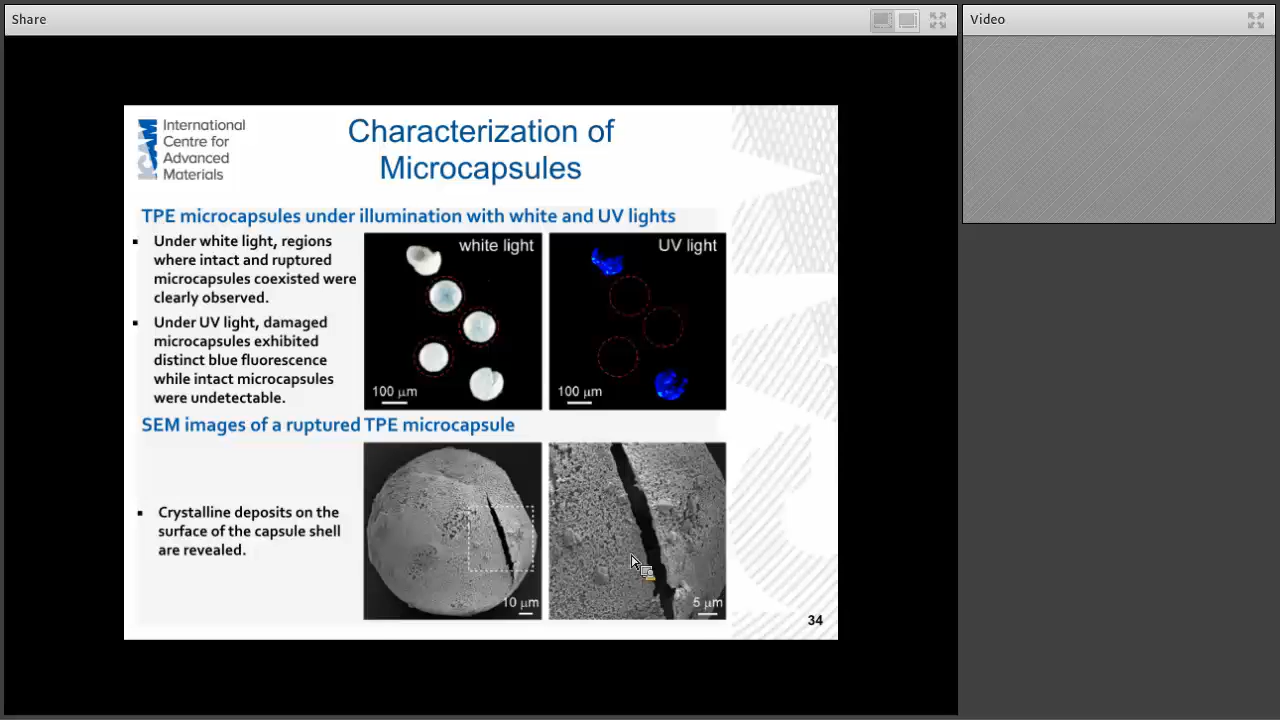 Share
Video
International
Centre for
Advanced
Materials
ICAM
Characterization of
Microcapsules
TPE microcapsules under illumination with white and UV lights
▪ Under white light, regions
where intact and ruptured
microcapsules coexisted were
clearly observed.
▪ Under UV light, damaged
microcapsules exhibited
distinct blue fluorescence
while intact microcapsules
were undetectable.
white light
100 μm
UV light
100 μm
SEM images of a ruptured TPE microcapsule
▪ Crystalline deposits on the
surface of the capsule shell
are revealed.
10 μm
5 μm
34